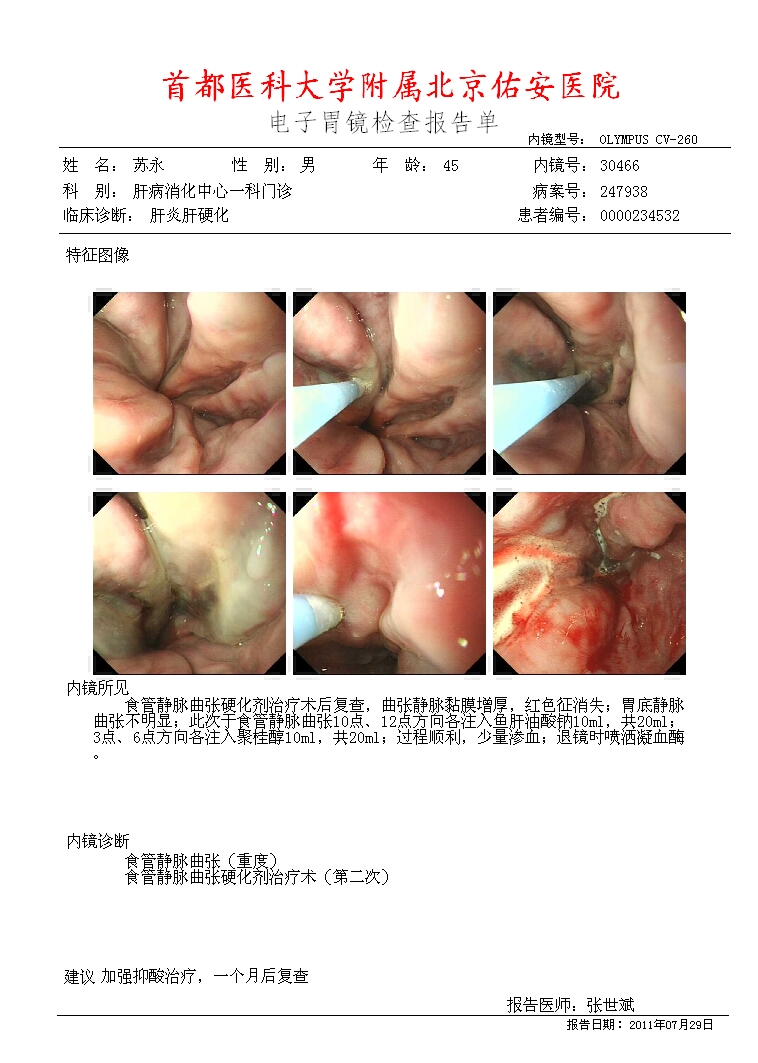 首都医科大学附属北京佑安医院
电子胃镜检查报告单
内镜型号： OLYMPUS CV-260
姓 名： 苏永 性 别： 男 年 龄： 45 内镜号： 30466
科 别： 肝病消化中心一科门诊 病案号： 247938
临床诊断： 肝炎肝硬化 患者编号： 0000234532
特征图像
内镜所见
食管静脉曲张硬化剂治疗术后复查，曲张静脉黏膜增厚，红色征消失；胃底静脉
曲张不明显；此次于食管静脉曲张10点、12点方向各注入鱼肝油酸钠10ml，共20ml；
3点、6点方向各注入聚桂醇10ml，共20ml；过程顺利，少量渗血；退镜时喷洒凝血酶
。
内镜诊断
食管静脉曲张（重度）
食管静脉曲张硬化剂治疗术（第二次）
建议 加强抑酸治疗，一个月后复查
报告医师： 张世斌
报告日期： 2011年07月29日